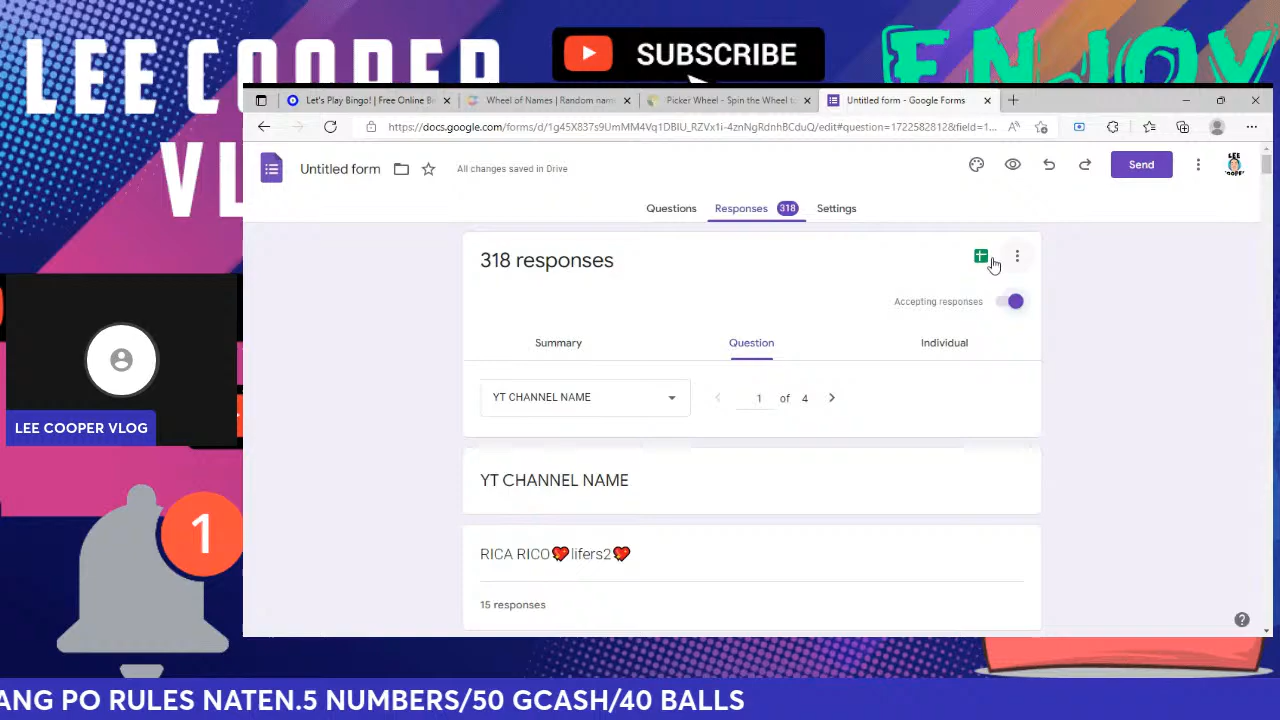 LEE COOPER
VL
SUBSCRIBE
ENJOY
Let's Play Bingo! | Free Online B
Wheel of Names | Random nam
Picker Wheel - Spin the Wheel to
Untitled form - Google Forms
https://docs.google.com/forms/d/1g45X837s9UmMM4Vq1DBIU_RZVx1i-4znNgRdnhBCduQ/edit#question=1722582812&field=1...
Untitled form
All changes saved in Drive
Send
LEE
Questions
Responses 318
Settings
318 responses
Accepting responses
Summary
Question
Individual
YT CHANNEL NAME
1 of 4
YT CHANNEL NAME
RICA RICO💘lifers2💘
15 responses
LEE COOPER VLOG
1
ANG PO RULES NATEN.5 NUMBERS/50 GCASH/40 BALLS